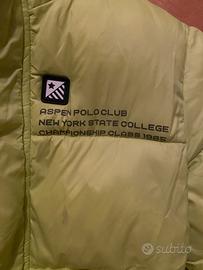 ASPEN POLO CLUB
NEW YORK STATE COLLEGE
CHAMPIONSHIP CLASS 1985
subito